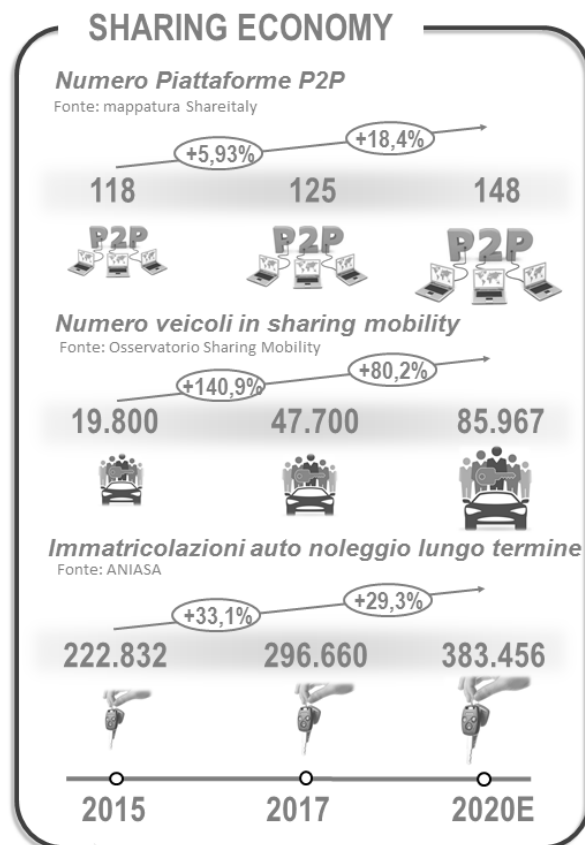 SHARING ECONOMY
Numero Piattaforme P2P
Fonte: mappatura Shareitaly
+5,93%
+18,4%
118 125 148
P2P P2P P2P
Numero veicoli in sharing mobility
Fonte: Osservatorio Sharing Mobility
+140,9%
+80,2%
19.800 47.700 85.967
Immatricolazioni auto noleggio lungo termine
Fonte: ANIASA
+33,1%
+29,3%
222.832 296.660 383.456
2015 2017 2020E